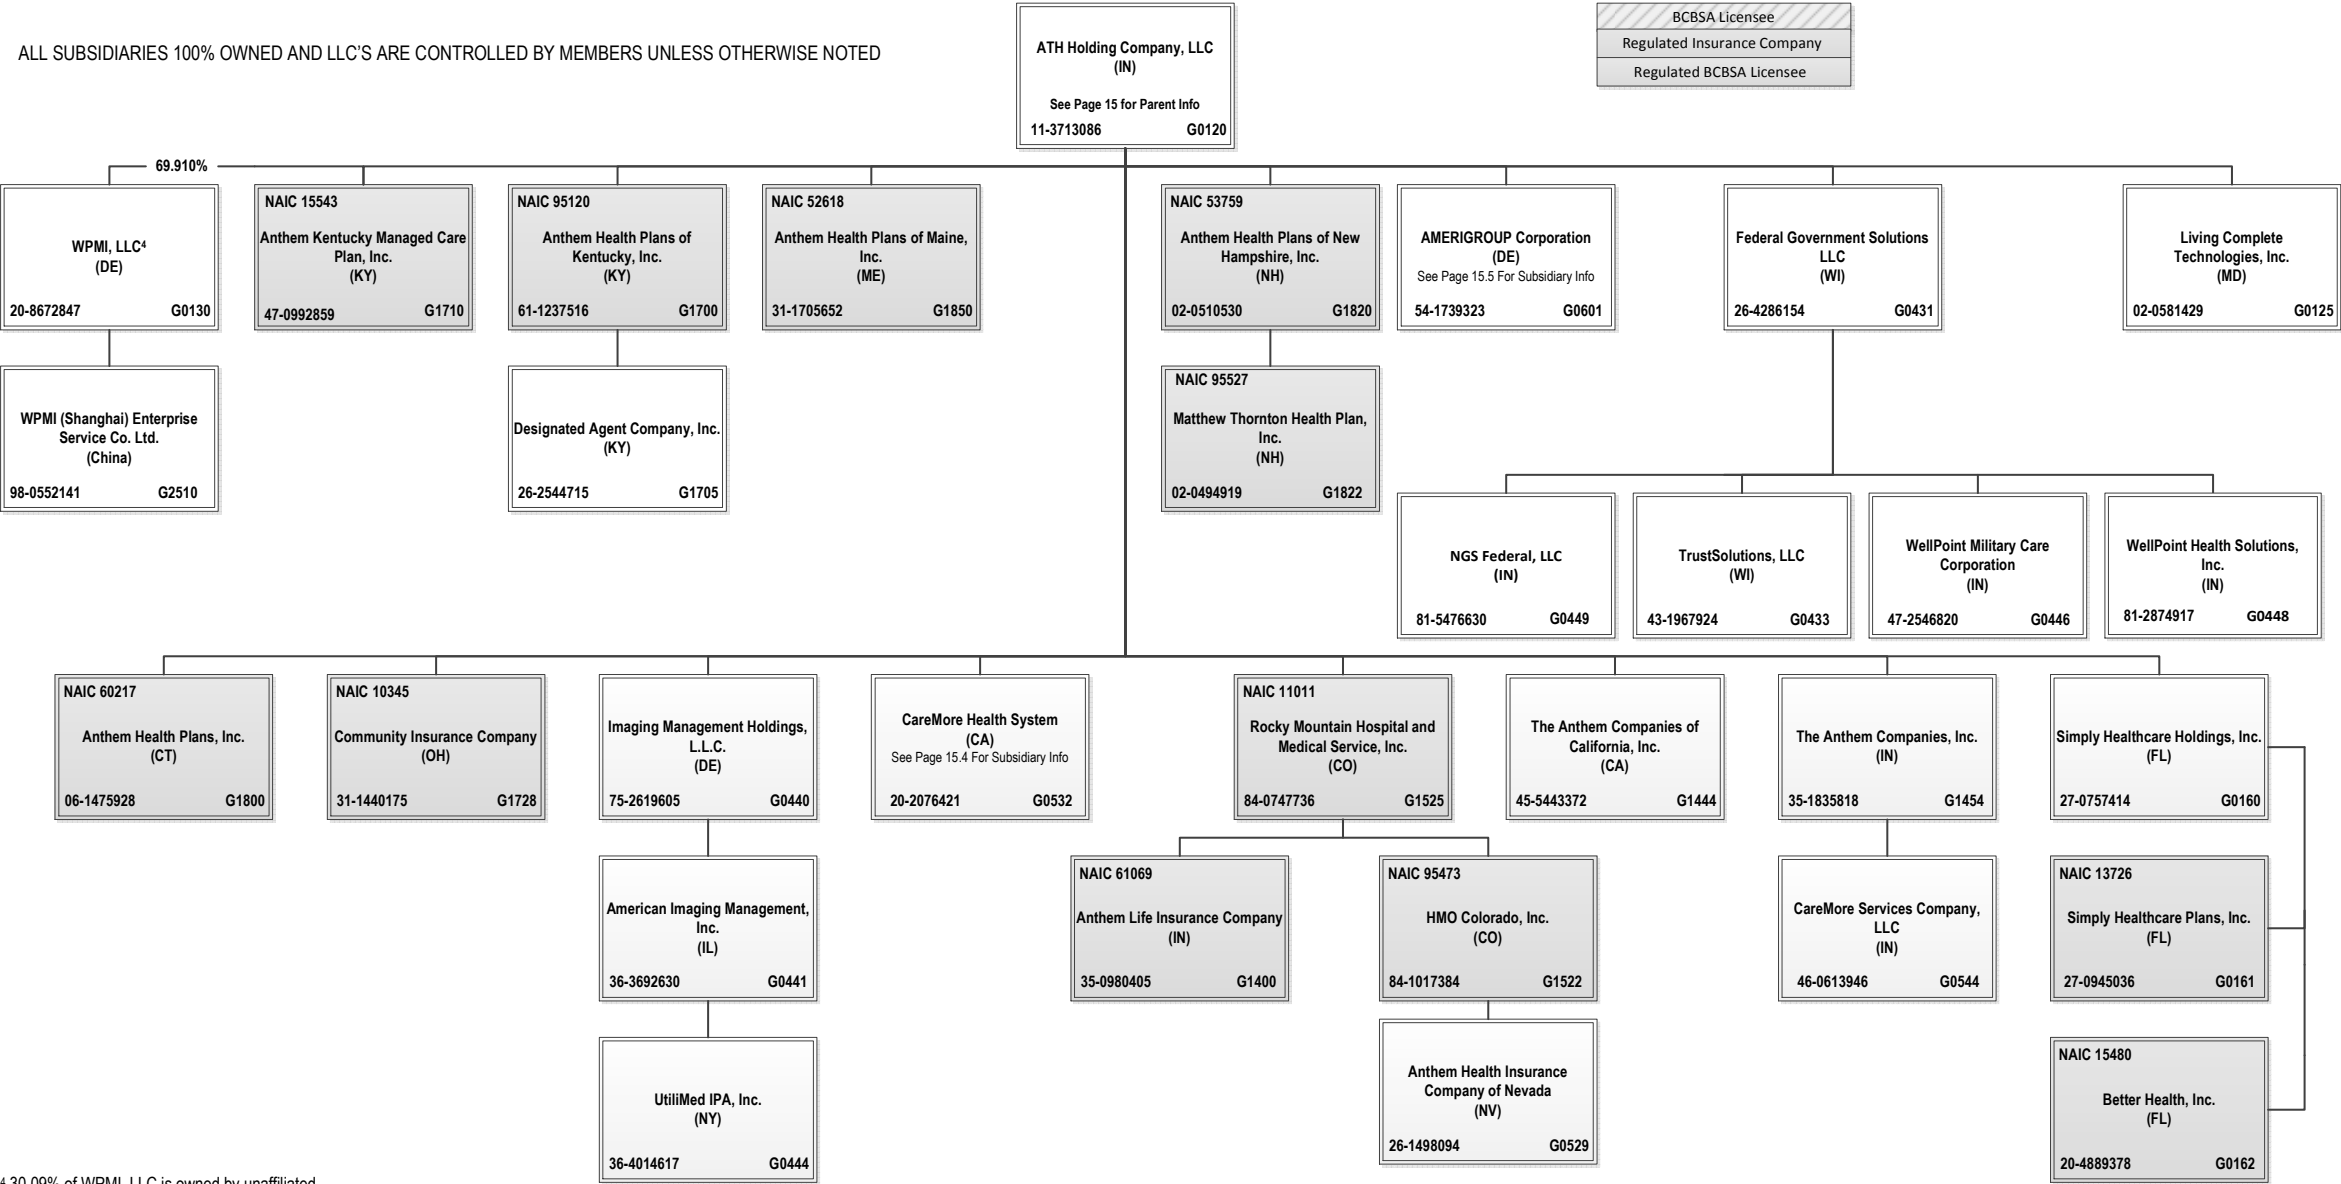 ALL SUBSIDIARIES 100% OWNED AND LLC'S ARE CONTROLLED BY MEMBERS UNLESS OTHERWISE NOTED
ATH Holding Company, LLC
(IN)
See Page 15 for Parent Info
11-3713086 G0120
BCBSA Licensee
Regulated Insurance Company
Regulated BCBSA Licensee
69.910%
WPMI, LLC⁴
(DE)
20-8672847 G0130
NAIC 15543
Anthem Kentucky Managed Care
Plan, Inc.
(KY)
47-0992859 G1710
NAIC 95120
Anthem Health Plans of
Kentucky, Inc.
(KY)
61-1237516 G1700
NAIC 52618
Anthem Health Plans of Maine,
Inc.
(ME)
31-1705652 G1850
NAIC 53759
Anthem Health Plans of New
Hampshire, Inc.
(NH)
02-0510530 G1820
AMERIGROUP Corporation
(DE)
See Page 15.5 For Subsidiary Info
54-1739323 G0601
Federal Government Solutions
LLC
(WI)
26-4286154 G0431
Living Complete
Technologies, Inc.
(MD)
02-0581429 G0125
WPMI (Shanghai) Enterprise
Service Co. Ltd.
(China)
98-0552141 G2510
Designated Agent Company, Inc.
(KY)
26-2544715 G1705
NAIC 95527
Matthew Thornton Health Plan,
Inc.
(NH)
02-0494919 G1822
NGS Federal, LLC
(IN)
81-5476630 G0449
TrustSolutions, LLC
(WI)
43-1967924 G0433
WellPoint Military Care
Corporation
(IN)
47-2546820 G0446
WellPoint Health Solutions,
Inc.
(IN)
81-2874917 G0448
NAIC 60217
Anthem Health Plans, Inc.
(CT)
06-1475928 G1800
NAIC 10345
Community Insurance Company
(OH)
31-1440175 G1728
Imaging Management Holdings,
L.L.C.
(DE)
75-2619605 G0440
CareMore Health System
(CA)
See Page 15.4 For Subsidiary Info
20-2076421 G0532
NAIC 11011
Rocky Mountain Hospital and
Medical Service, Inc.
(CO)
84-0747736 G1525
The Anthem Companies of
California, Inc.
(CA)
45-5443372 G1444
The Anthem Companies, Inc.
(IN)
35-1835818 G1454
Simply Healthcare Holdings, Inc.
(FL)
27-0757414 G0160
American Imaging Management,
Inc.
(IL)
36-3692630 G0441
NAIC 61069
Anthem Life Insurance Company
(IN)
35-0980405 G1400
NAIC 95473
HMO Colorado, Inc.
(CO)
84-1017384 G1522
CareMore Services Company,
LLC
(IN)
46-0613946 G0544
NAIC 13726
Simply Healthcare Plans, Inc.
(FL)
27-0945036 G0161
UtiliMed IPA, Inc.
(NY)
36-4014617 G0444
Anthem Health Insurance
Company of Nevada
(NV)
26-1498094 G0529
NAIC 15480
Better Health, Inc.
(FL)
20-4889378 G0162
⁴ 30.09% of WPMI, LLC is owned by unaffiliated